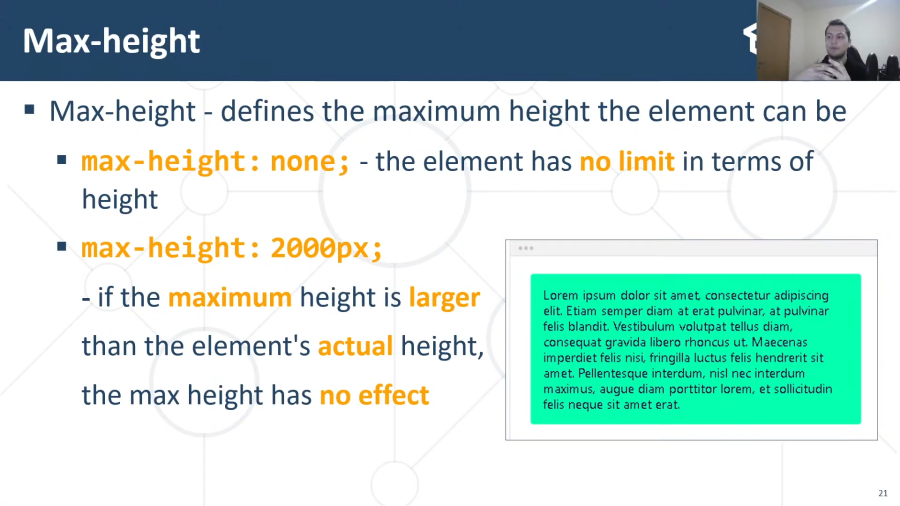 Max-height
▪ Max-height - defines the maximum height the element can be
▪ max-height: none; - the element has no limit in terms of
height
▪ max-height: 2000px;
- if the maximum height is larger
than the element's actual height,
the max height has no effect
Lorem ipsum dolor sit amet, consectetur adipiscing
elit. Etiam semper diam at erat pulvinar, at pulvinar
felis blandit. Vestibulum volutpat tellus diam,
consequat gravida libero rhoncus ut. Maecenas
imperdiet felis nisi, fringilla luctus felis hendrerit sit
amet. Pellentesque interdum, nisl nec interdum
maximus, augue diam porttitor lorem, et sollicitudin
felis neque sit amet erat.
21